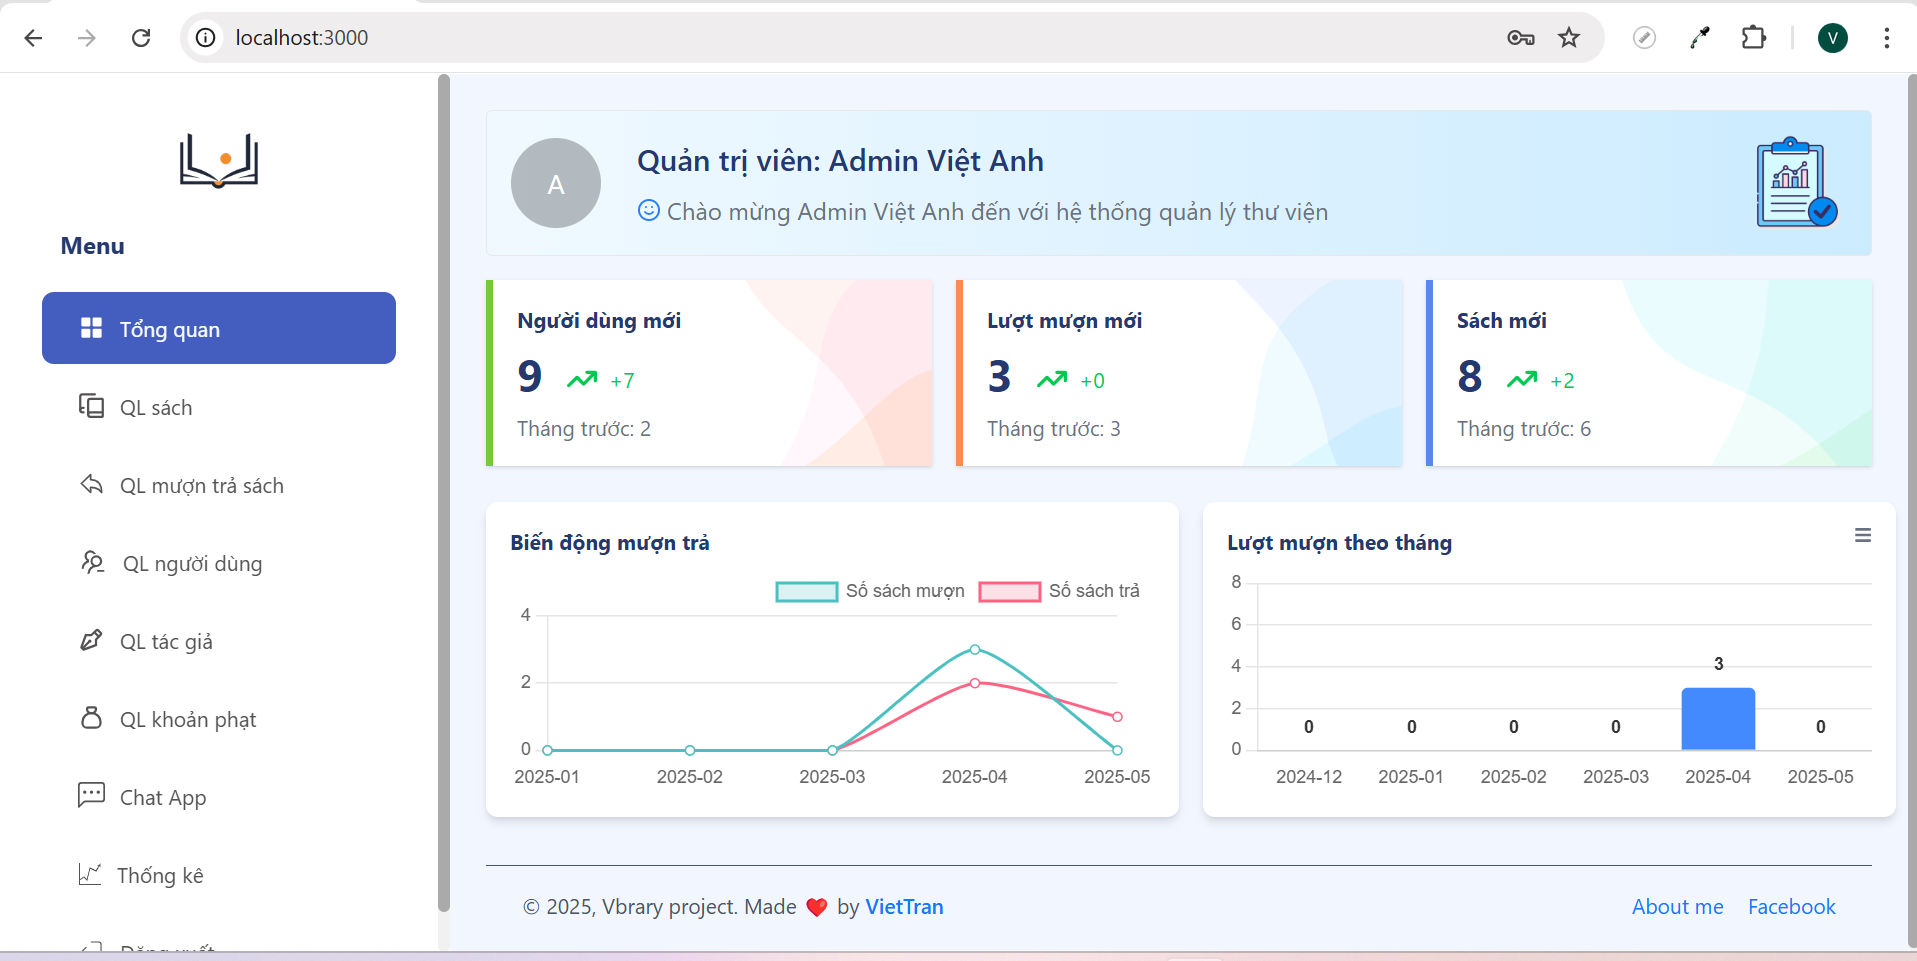 localhost:3000
V
Menu
Tổng quan
QL sách
QL mượn trả sách
QL người dùng
QL tác giả
QL khoản phạt
Chat App
Thống kê
A
Quản trị viên: Admin Việt Anh
Chào mừng Admin Việt Anh đến với hệ thống quản lý thư viện
Người dùng mới
9 +7
Tháng trước: 2
Lượt mượn mới
3 +0
Tháng trước: 3
Sách mới
8 +2
Tháng trước: 6
Biến động mượn trả
Số sách mượn Số sách trả
4
2
0
2025-01 2025-02 2025-03 2025-04 2025-05
Lượt mượn theo tháng
8
6
4
2
0
0 0 0 0 3 0
2024-12 2025-01 2025-02 2025-03 2025-04 2025-05
© 2025, Vbrary project. Made ❤️ by VietTran
About me Facebook